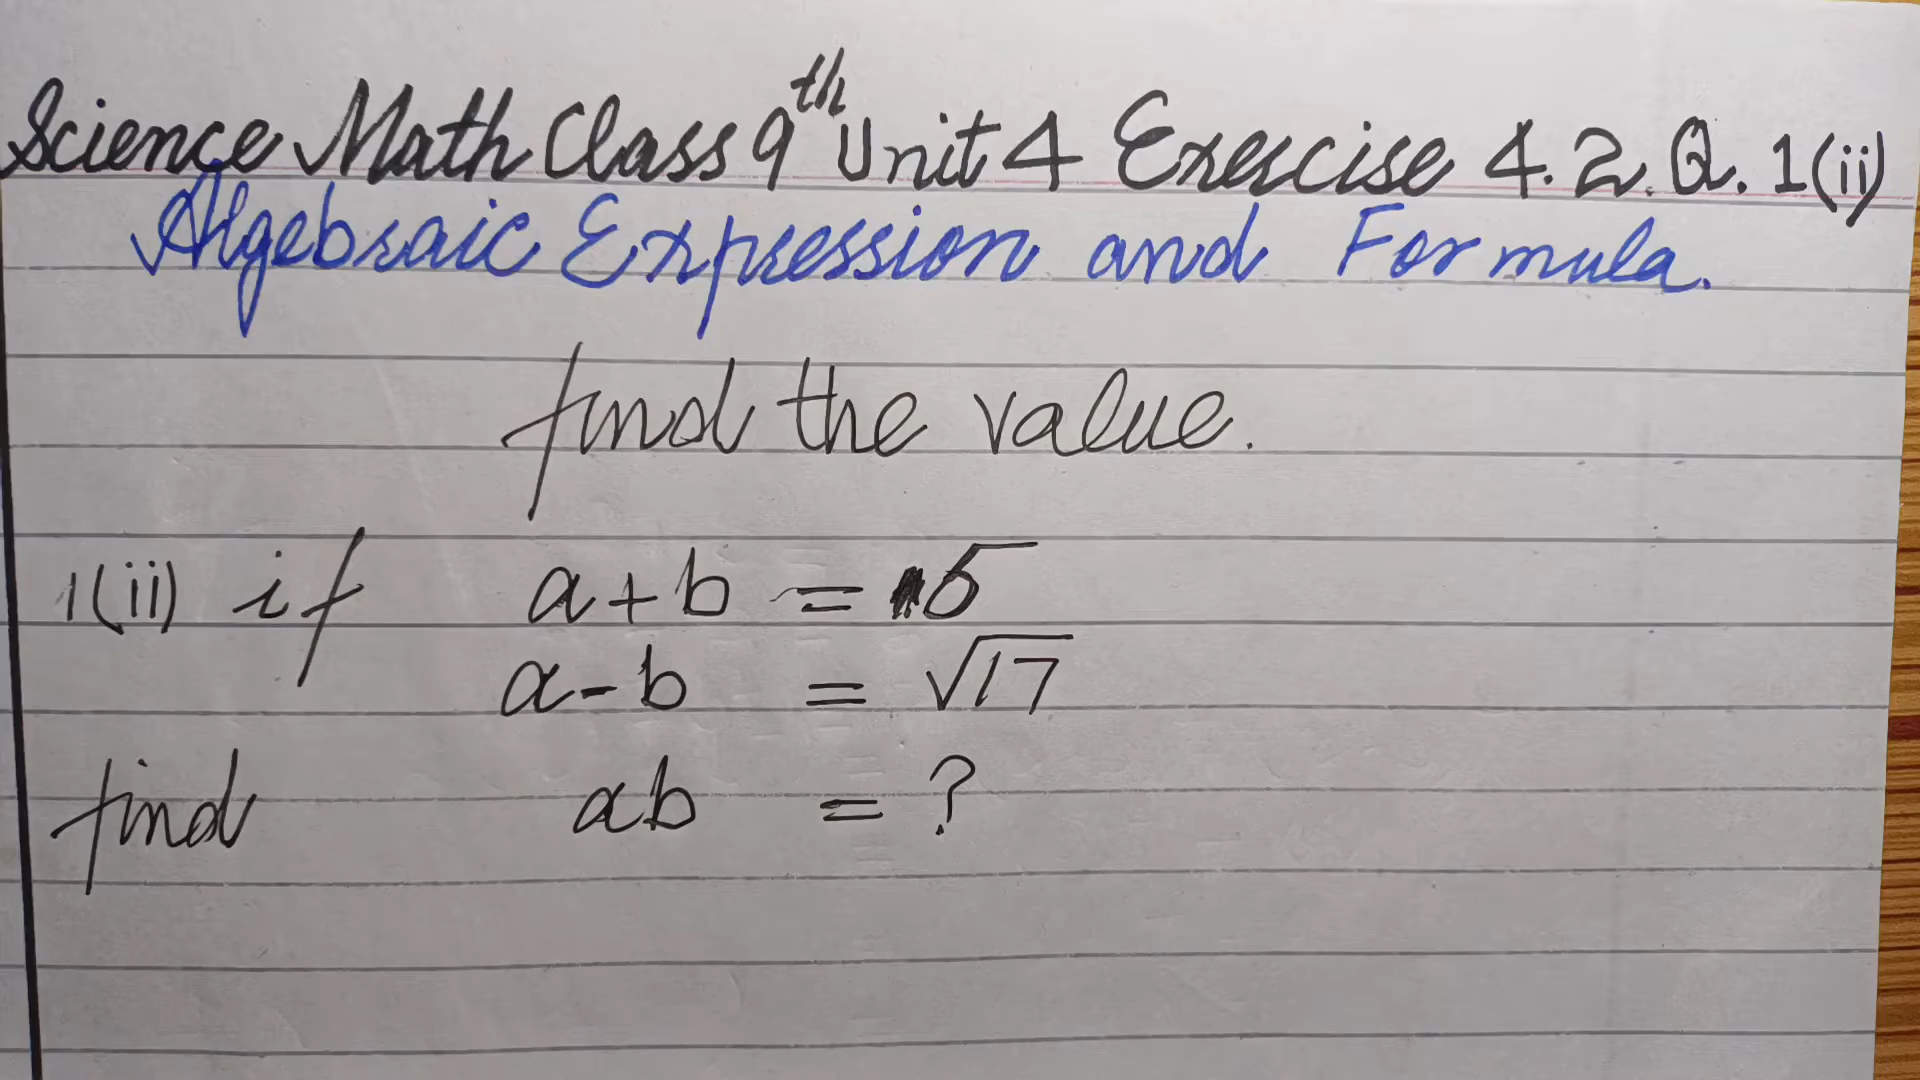 Science Math Class 9th Unit 4 Exercise 4.2. Q. 1(ii)
Algebraic Expression and Formula.
find the value.
1(ii) if a+b = 5
a-b = √17
find ab = ?